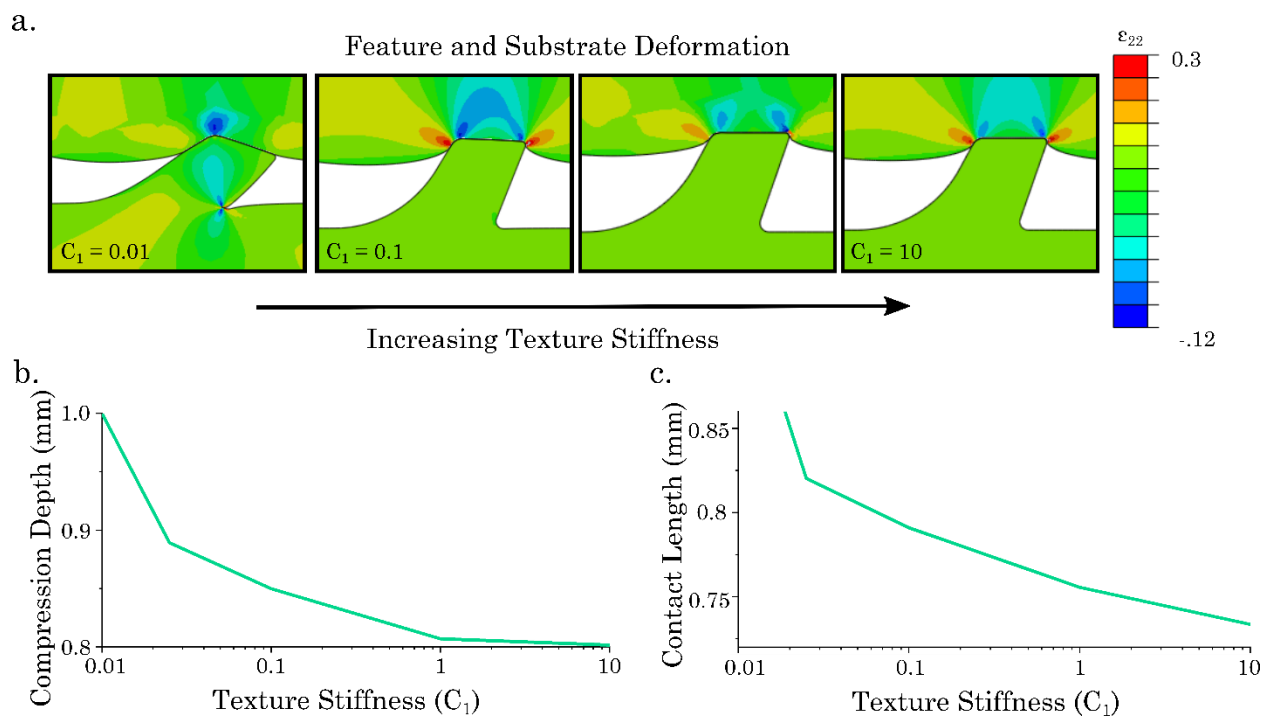 a.
Feature and Substrate Deformation
ε₂₂
0.3
-.12
C₁ = 0.01
C₁ = 0.1
C₁ = 10
Increasing Texture Stiffness
b.
Compression Depth (mm)
1.0
0.9
0.8
0.01
0.1
1
10
Texture Stiffness (C₁)
c.
Contact Length (mm)
0.85
0.8
0.75
0.01
0.1
1
10
Texture Stiffness (C₁)